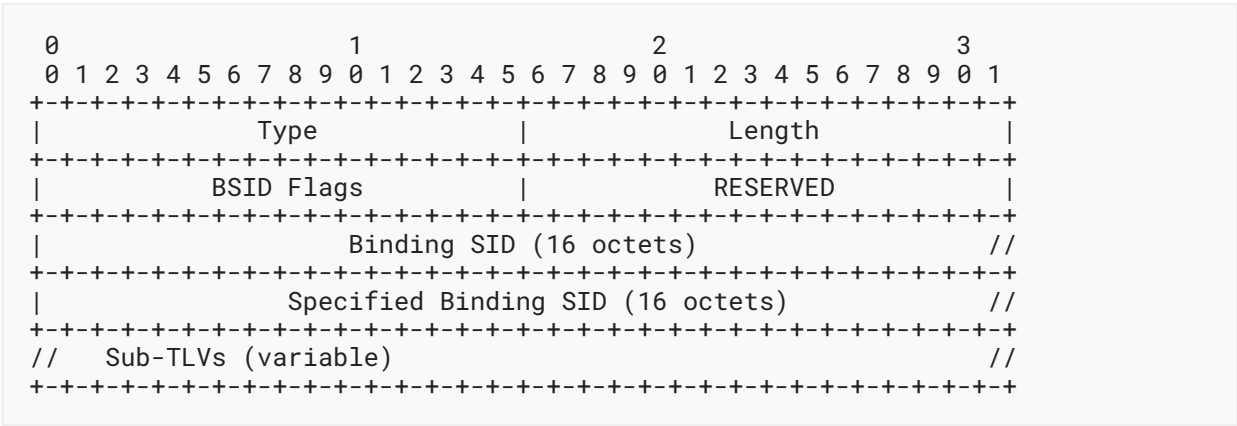 0                   1                   2                   3
 0 1 2 3 4 5 6 7 8 9 0 1 2 3 4 5 6 7 8 9 0 1 2 3 4 5 6 7 8 9 0 1
+-+-+-+-+-+-+-+-+-+-+-+-+-+-+-+-+-+-+-+-+-+-+-+-+-+-+-+-+-+-+-+-+
|              Type             |             Length            |
+-+-+-+-+-+-+-+-+-+-+-+-+-+-+-+-+-+-+-+-+-+-+-+-+-+-+-+-+-+-+-+-+
|           BSID Flags          |            RESERVED           |
+-+-+-+-+-+-+-+-+-+-+-+-+-+-+-+-+-+-+-+-+-+-+-+-+-+-+-+-+-+-+-+-+
|                    Binding SID (16 octets)                   //
+-+-+-+-+-+-+-+-+-+-+-+-+-+-+-+-+-+-+-+-+-+-+-+-+-+-+-+-+-+-+-+-+
|                Specified Binding SID (16 octets)             //
+-+-+-+-+-+-+-+-+-+-+-+-+-+-+-+-+-+-+-+-+-+-+-+-+-+-+-+-+-+-+-+-+
//   Sub-TLVs (variable)                                       //
+-+-+-+-+-+-+-+-+-+-+-+-+-+-+-+-+-+-+-+-+-+-+-+-+-+-+-+-+-+-+-+-+